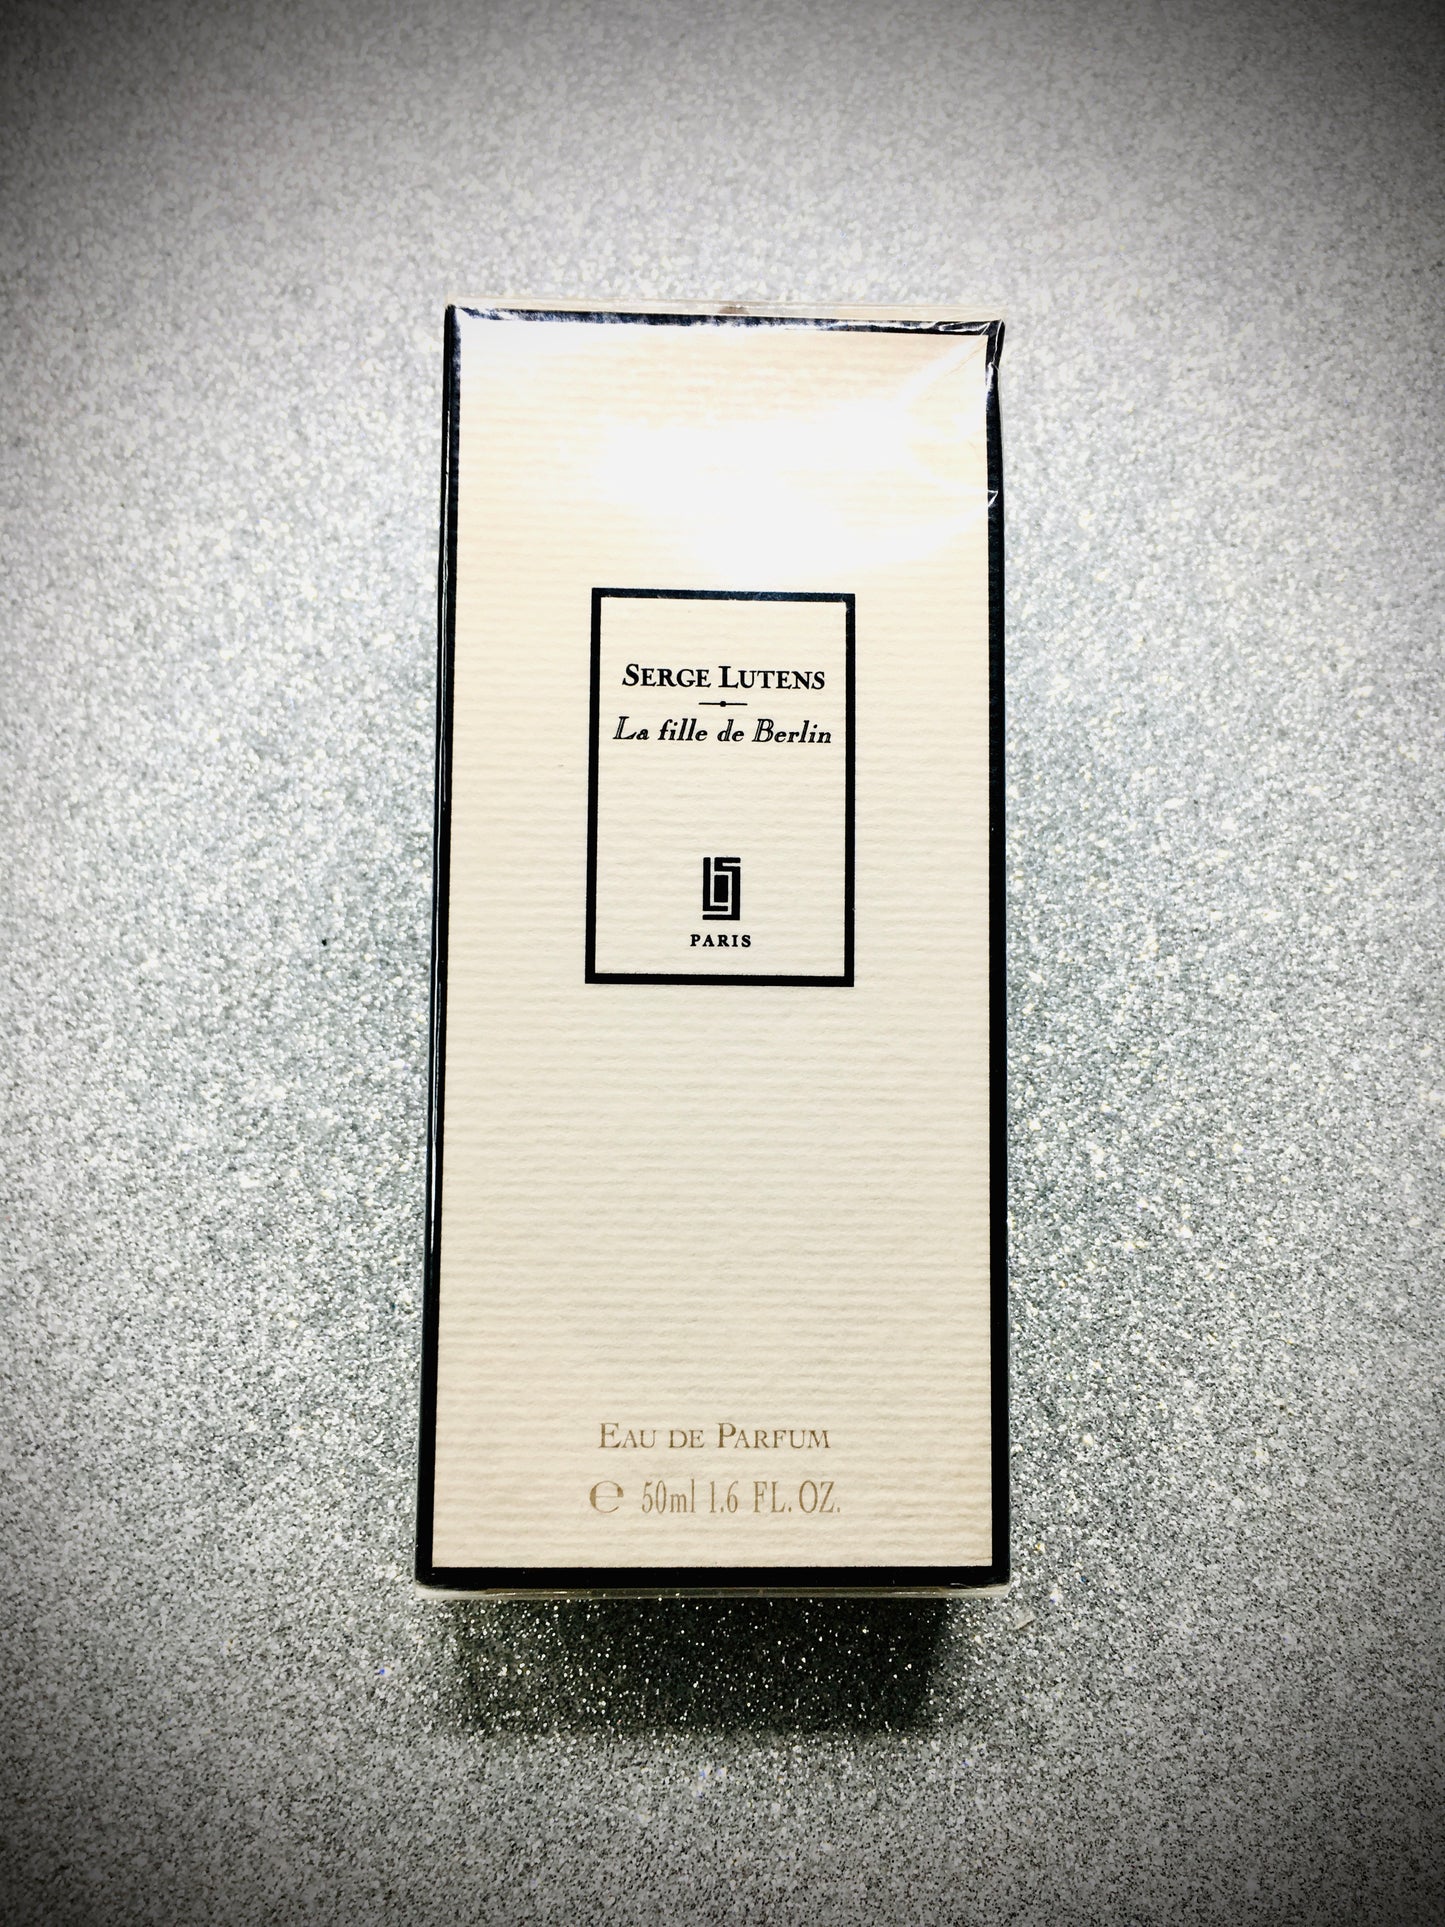 SERGE LUTENS
La fille de Berlin
PARIS
EAU DE PARFUM
℮ 50ml 1.6 FL. OZ.